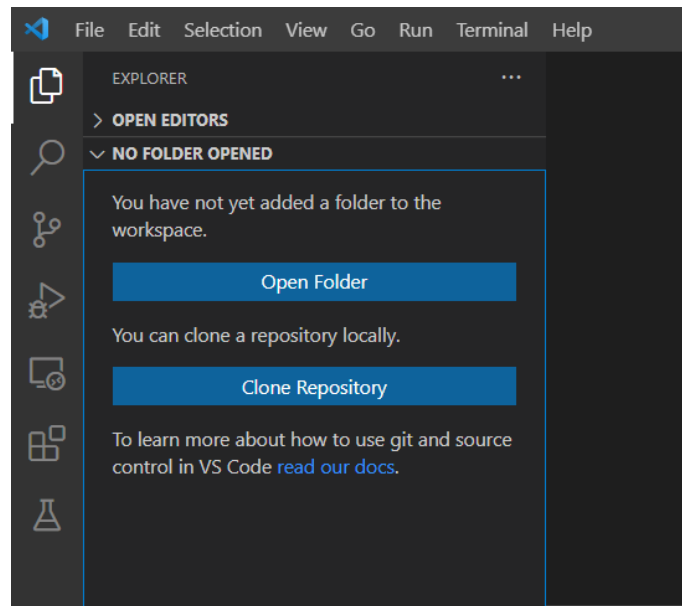 File Edit Selection View Go Run Terminal Help
EXPLORER
OPEN EDITORS
NO FOLDER OPENED
You have not yet added a folder to the
workspace.
Open Folder
You can clone a repository locally.
Clone Repository
To learn more about how to use git and source
control in VS Code read our docs.